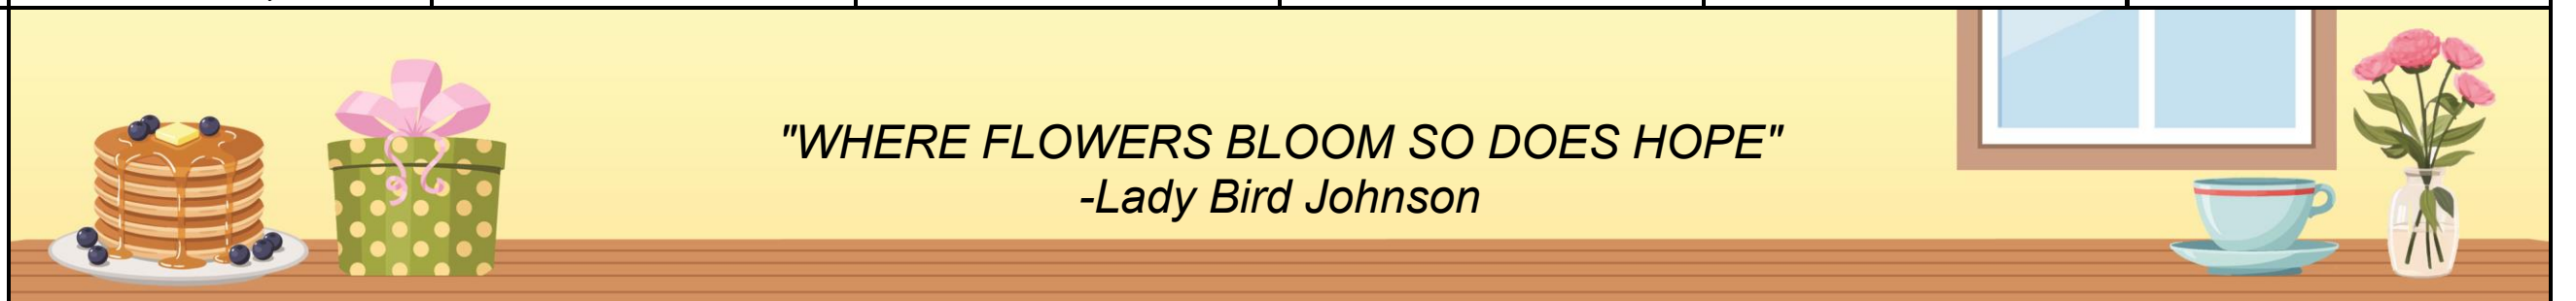 "WHERE FLOWERS BLOOM SO DOES HOPE"
-Lady Bird Johnson